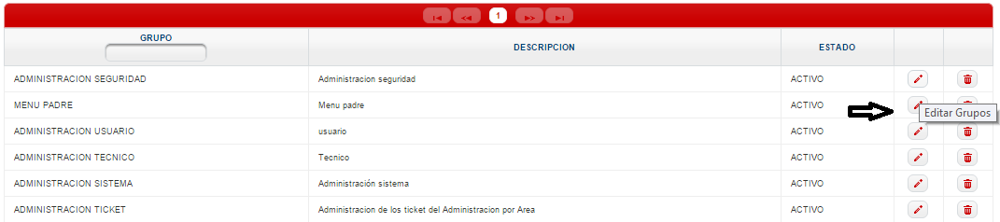 1
GRUPO DESCRIPCION ESTADO
ADMINISTRACION SEGURIDAD Administracion seguridad ACTIVO
MENU PADRE Menu padre ACTIVO
Editar Grupos
ADMINISTRACION USUARIO usuario ACTIVO
ADMINISTRACION TECNICO Tecnico ACTIVO
ADMINISTRACION SISTEMA Administración sistema ACTIVO
ADMINISTRACION TICKET Administracion de los ticket del Administracion por Area ACTIVO